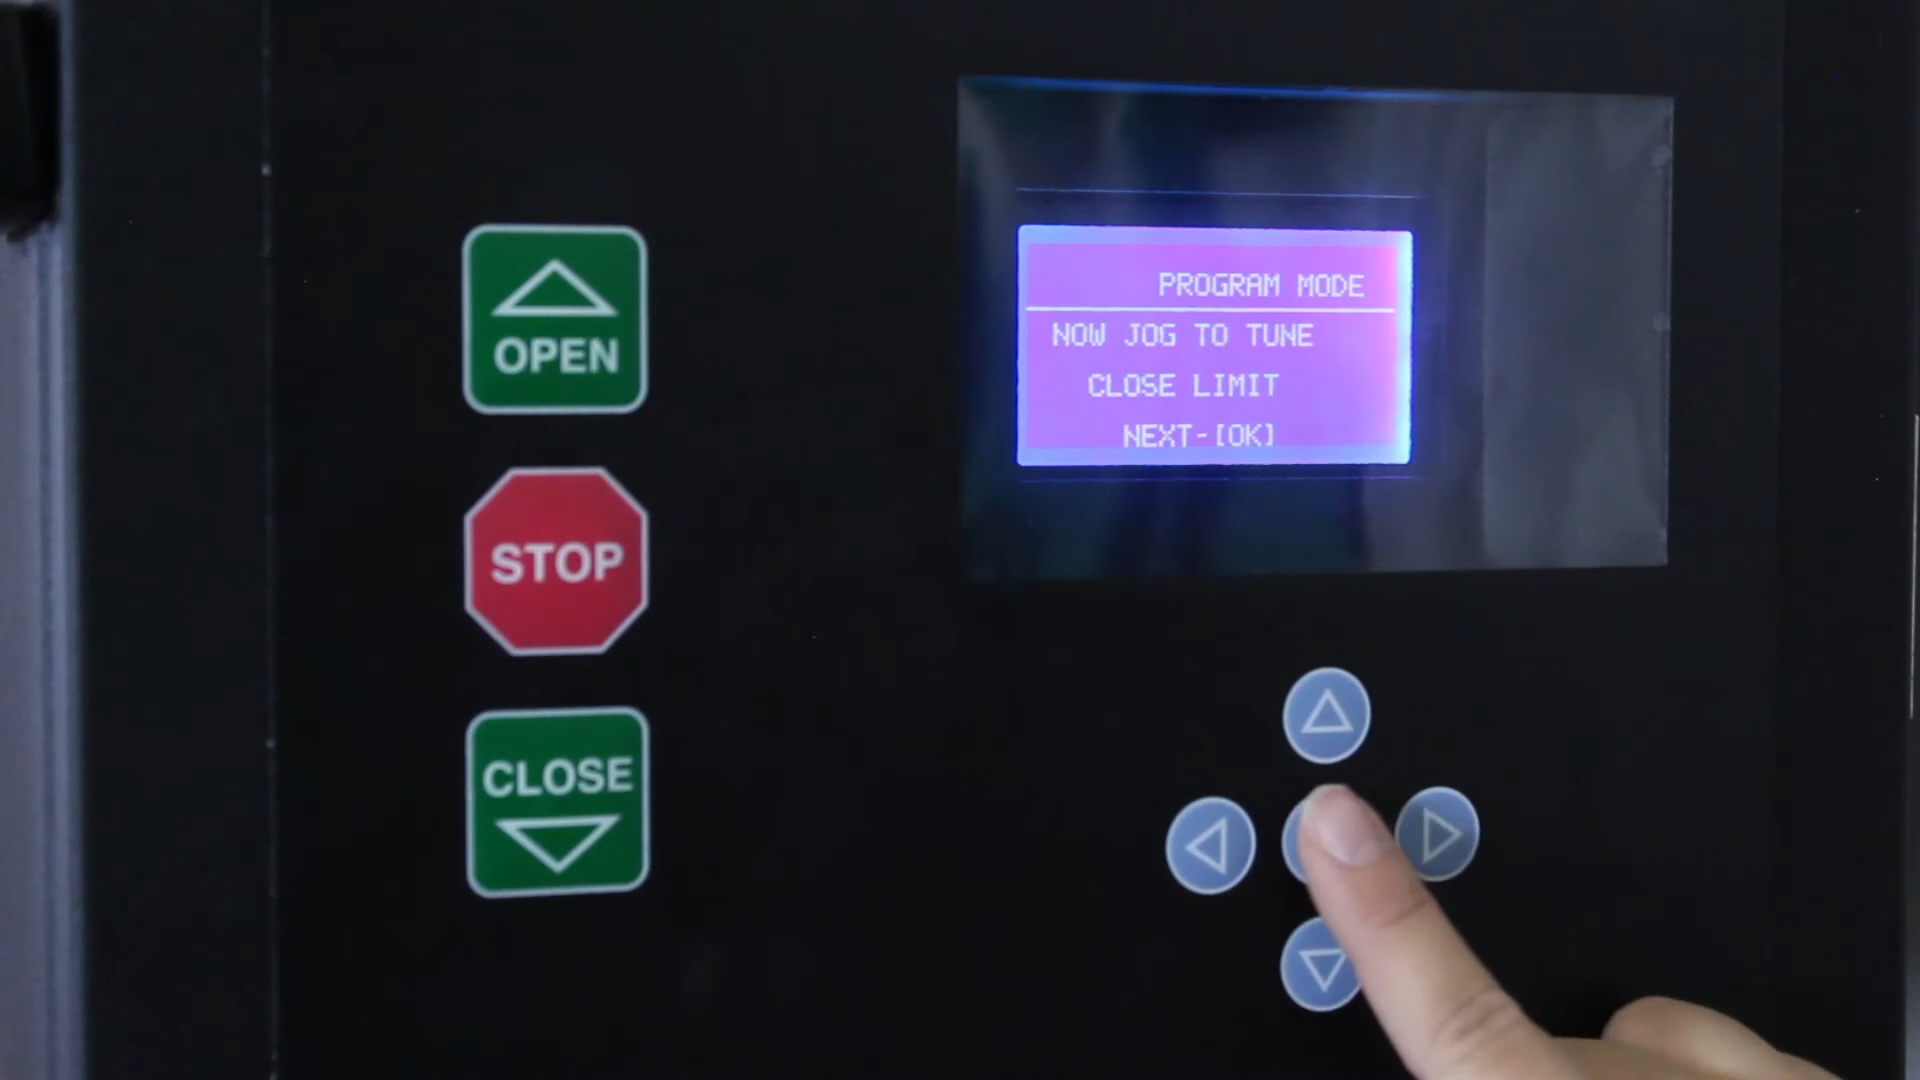 OPEN
STOP
CLOSE
PROGRAM MODE
NOW JOG TO TUNE
CLOSE LIMIT
NEXT-[OK]